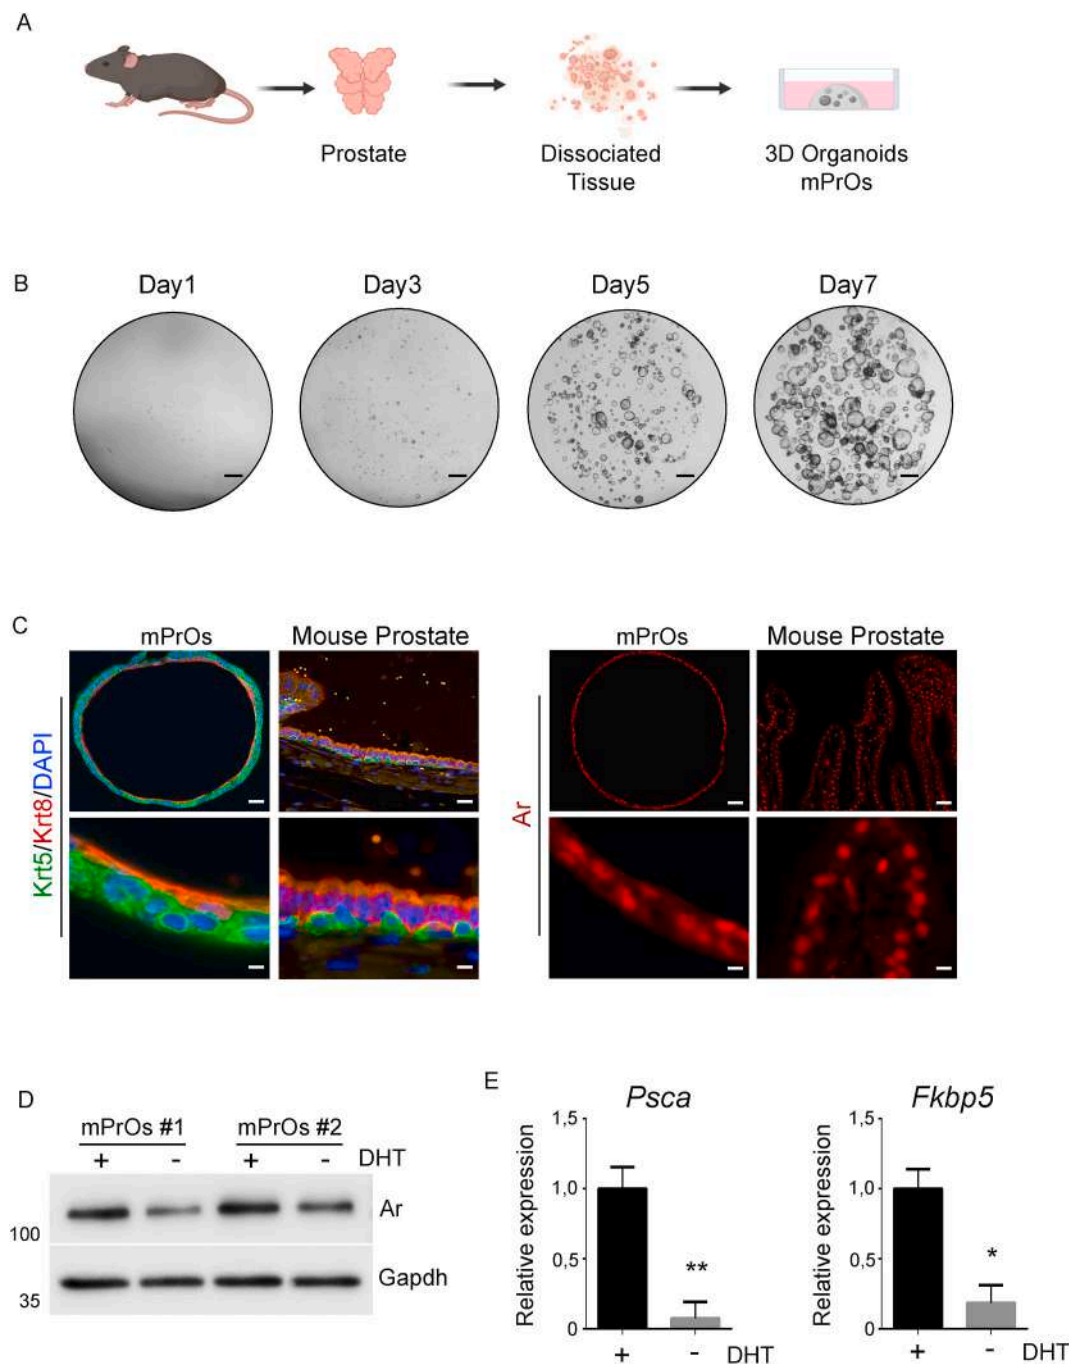 A
Prostate
Dissociated
Tissue
3D Organoids
mPrOs
B
Day1
Day3
Day5
Day7
C
mPrOs
Mouse Prostate
mPrOs
Mouse Prostate
Krt5/Krt8/DAPI
Ar
D
mPrOs #1
mPrOs #2
+ - + - DHT
Ar
100
Gapdh
35
E
Psca
Relative expression
1,5
1,0
0,5
0
**
+ - DHT
Fkbp5
Relative expression
1,5
1,0
0,5
0
*
+ - DHT